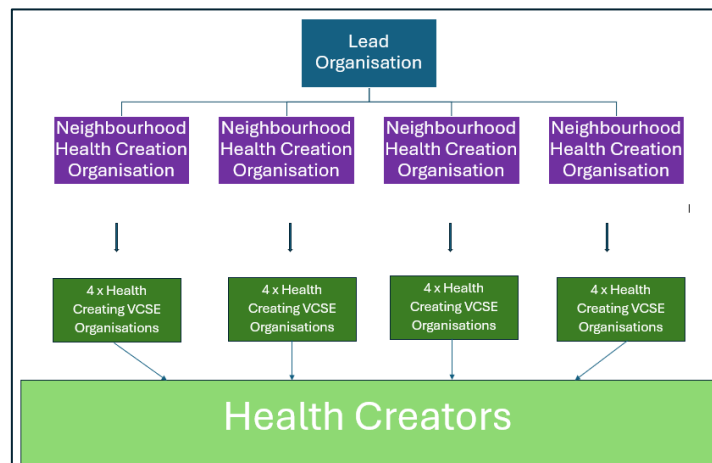 Lead
Organisation
Neighbourhood
Health Creation
Organisation
Neighbourhood
Health Creation
Organisation
Neighbourhood
Health Creation
Organisation
Neighbourhood
Health Creation
Organisation
4 x Health
Creating VCSE
Organisations
4 x Health
Creating VCSE
Organisations
4 x Health
Creating VCSE
Organisations
4 x Health
Creating VCSE
Organisations
Health Creators